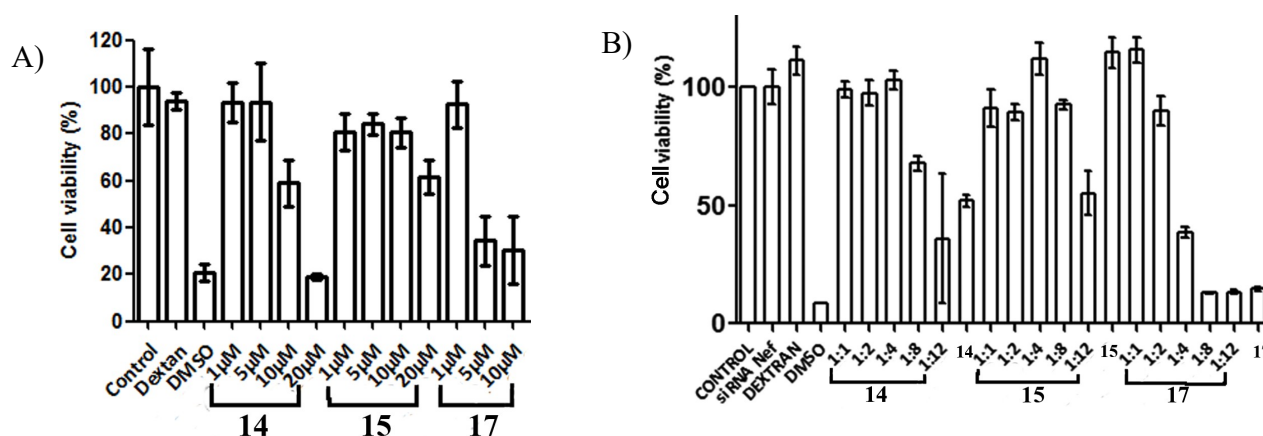 A)
Cell viability (%)
120
100
80
60
40
20
0
Control
Dextan
DMSO
1μM
5μM
10μM
20μM
1μM
5μM
10μM
20μM
1μM
5μM
10μM
14
15
17
B)
Cell viability (%)
100
50
0
CONTROL
siRNA Nef
DEXTRAN
DMSO
1:1
1:2
1:4
1:8
1:12
14
1:1
1:2
1:4
1:8
1:12
15
1:1
1:2
1:4
1:8
1:12
14
15
17